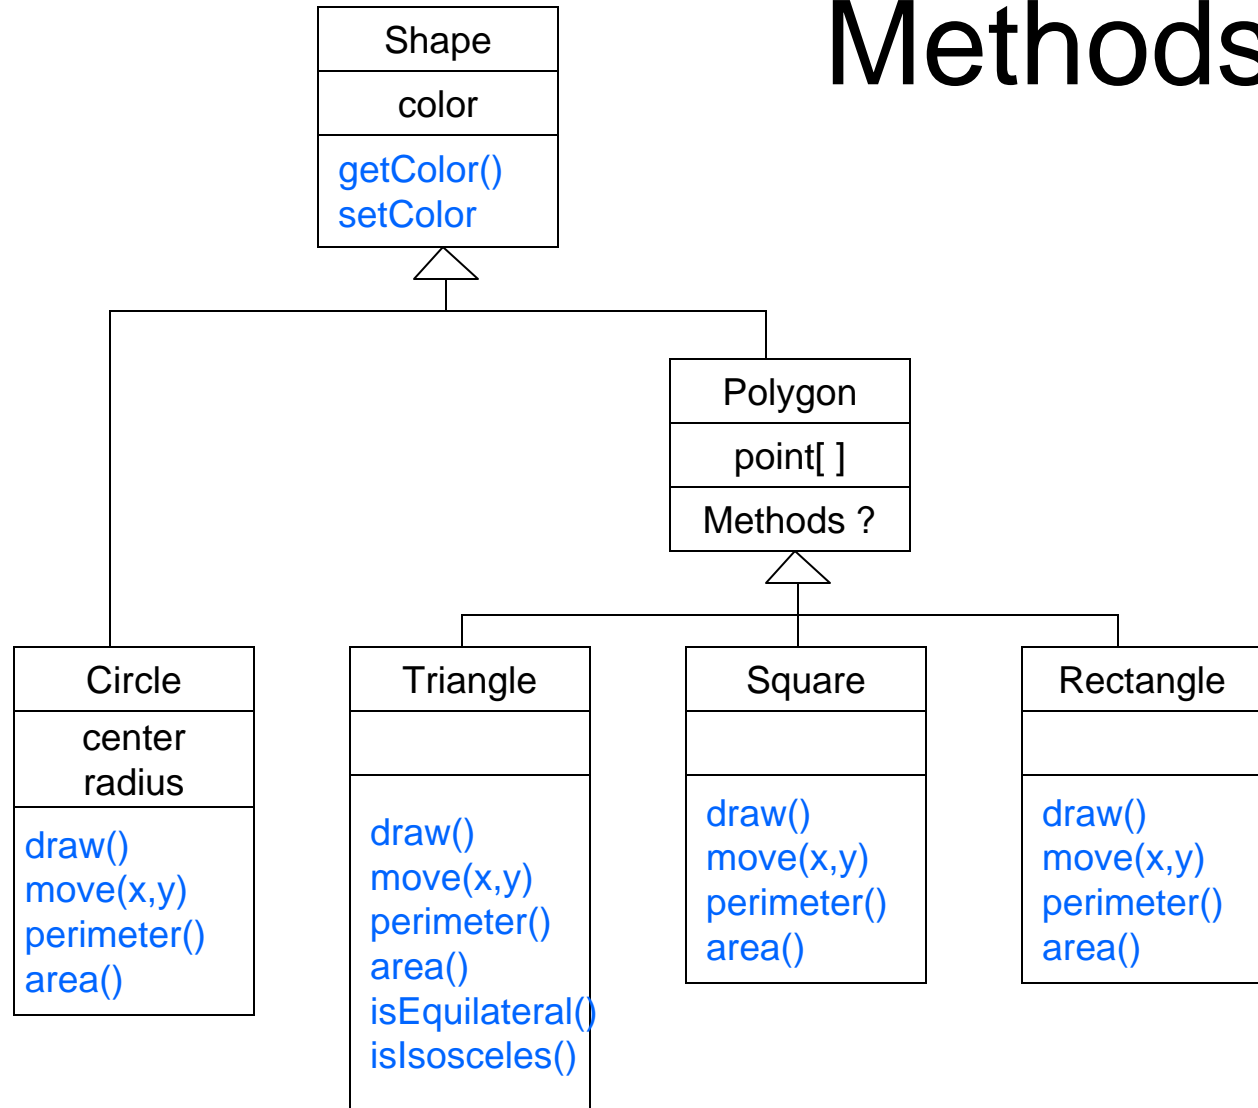 Methods
Shape
color
getColor()
setColor
Polygon
point[ ]
Methods ?
Circle
center
radius
draw()
move(x,y)
perimeter()
area()
Triangle
draw()
move(x,y)
perimeter()
area()
isEquilateral()
isIsosceles()
Square
draw()
move(x,y)
perimeter()
area()
Rectangle
draw()
move(x,y)
perimeter()
area()